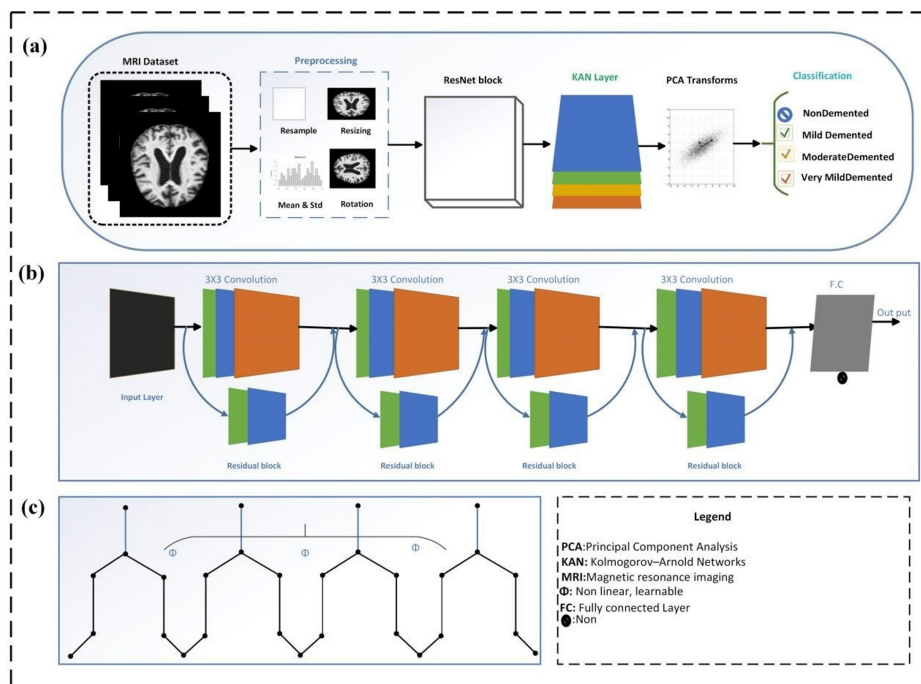 (a)
MRI Dataset
Preprocessing
Resample
Resizing
Mean & Std
Rotation
ResNet block
KAN Layer
PCA Transforms
Classification
NonDemented
Mild Demented
ModerateDemented
Very MildDemented
(b)
3X3 Convolution
3X3 Convolution
3X3 Convolution
3X3 Convolution
F.C
Out put
Input Layer
Residual block
Residual block
Residual block
Residual block
(c)
Φ
Φ
Φ
Legend
PCA:Principal Component Analysis
KAN: Kolmogorov–Arnold Networks
MRI:Magnetic resonance imaging
Φ: Non linear, learnable
FC: Fully connected Layer
:Non